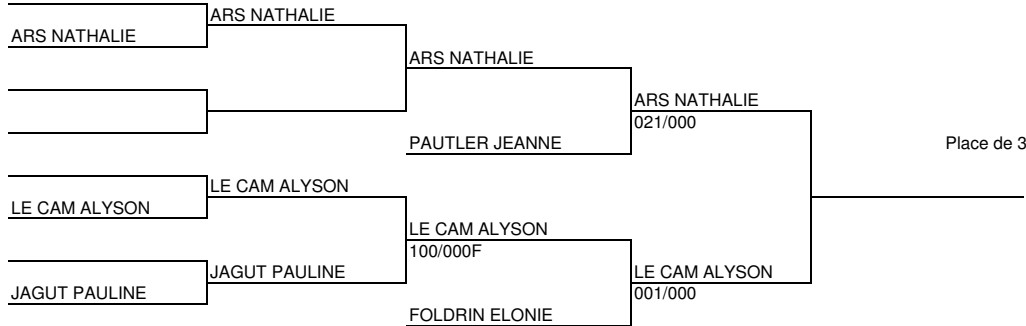 ARS NATHALIE
ARS NATHALIE
ARS NATHALIE
ARS NATHALIE
021/000
PAUTLER JEANNE
Place de 3
LE CAM ALYSON
LE CAM ALYSON
LE CAM ALYSON
100/000F
JAGUT PAULINE
JAGUT PAULINE
LE CAM ALYSON
001/000
FOLDRIN ELONIE